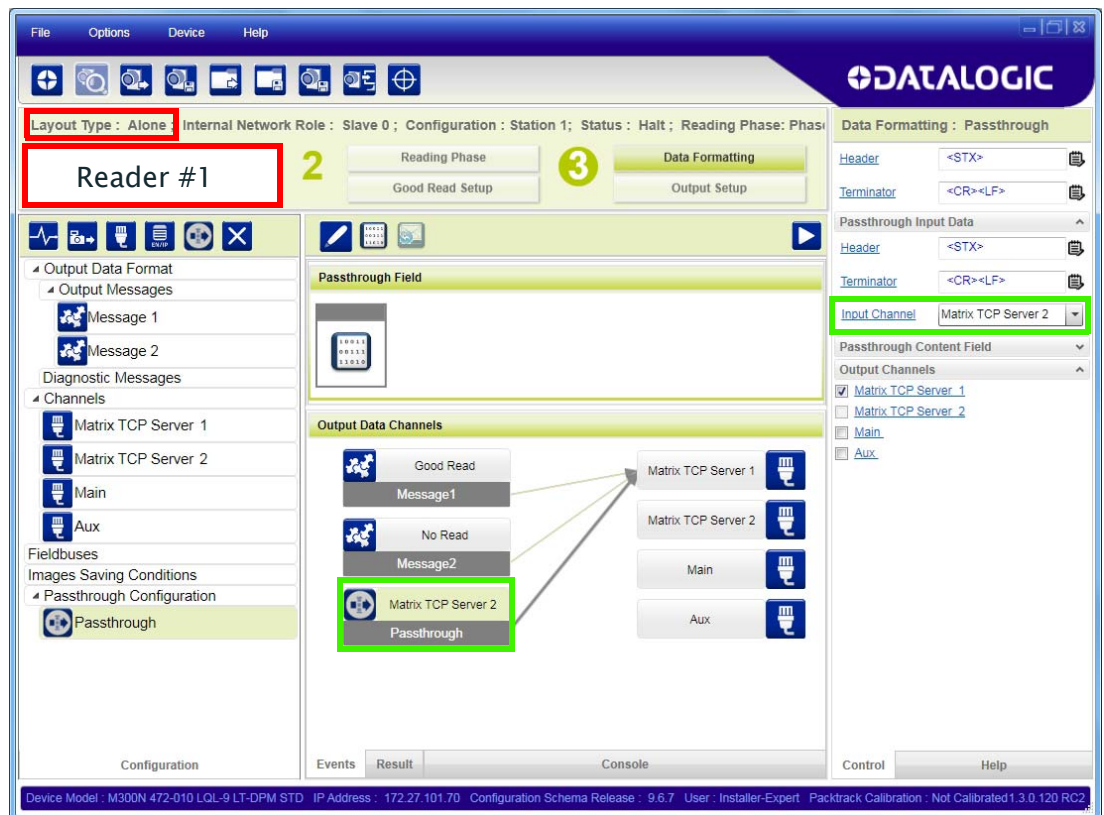 File Options Device Help
DATALOGIC
Layout Type : Alone ; Internal Network Role : Slave 0 ; Configuration : Station 1; Status : Halt ; Reading Phase: Phas
Reader #1
2
Reading Phase
Good Read Setup
3
Data Formatting
Output Setup
EN/IP
Output Data Format
Output Messages
Message 1
Message 2
Diagnostic Messages
Channels
Matrix TCP Server 1
Matrix TCP Server 2
Main
Aux
Fieldbuses
Images Saving Conditions
Passthrough Configuration
Passthrough
Configuration
Passthrough Field
10011
00111
11010
Output Data Channels
Good Read
Message1
No Read
Message2
Matrix TCP Server 2
Passthrough
Matrix TCP Server 1
Matrix TCP Server 2
Main
Aux
Events Result Console
Data Formatting : Passthrough
Header <STX>
Terminator <CR><LF>
Passthrough Input Data
Header <STX>
Terminator <CR><LF>
Input Channel Matrix TCP Server 2
Passthrough Content Field
Output Channels
Matrix TCP Server 1
Matrix TCP Server 2
Main
Aux
Control Help
Device Model : M300N 472-010 LQL-9 LT-DPM STD IP Address : 172.27.101.70 Configuration Schema Release : 9.6.7 User : Installer-Expert Packtrack Calibration : Not Calibrated1.3.0.120 RC2